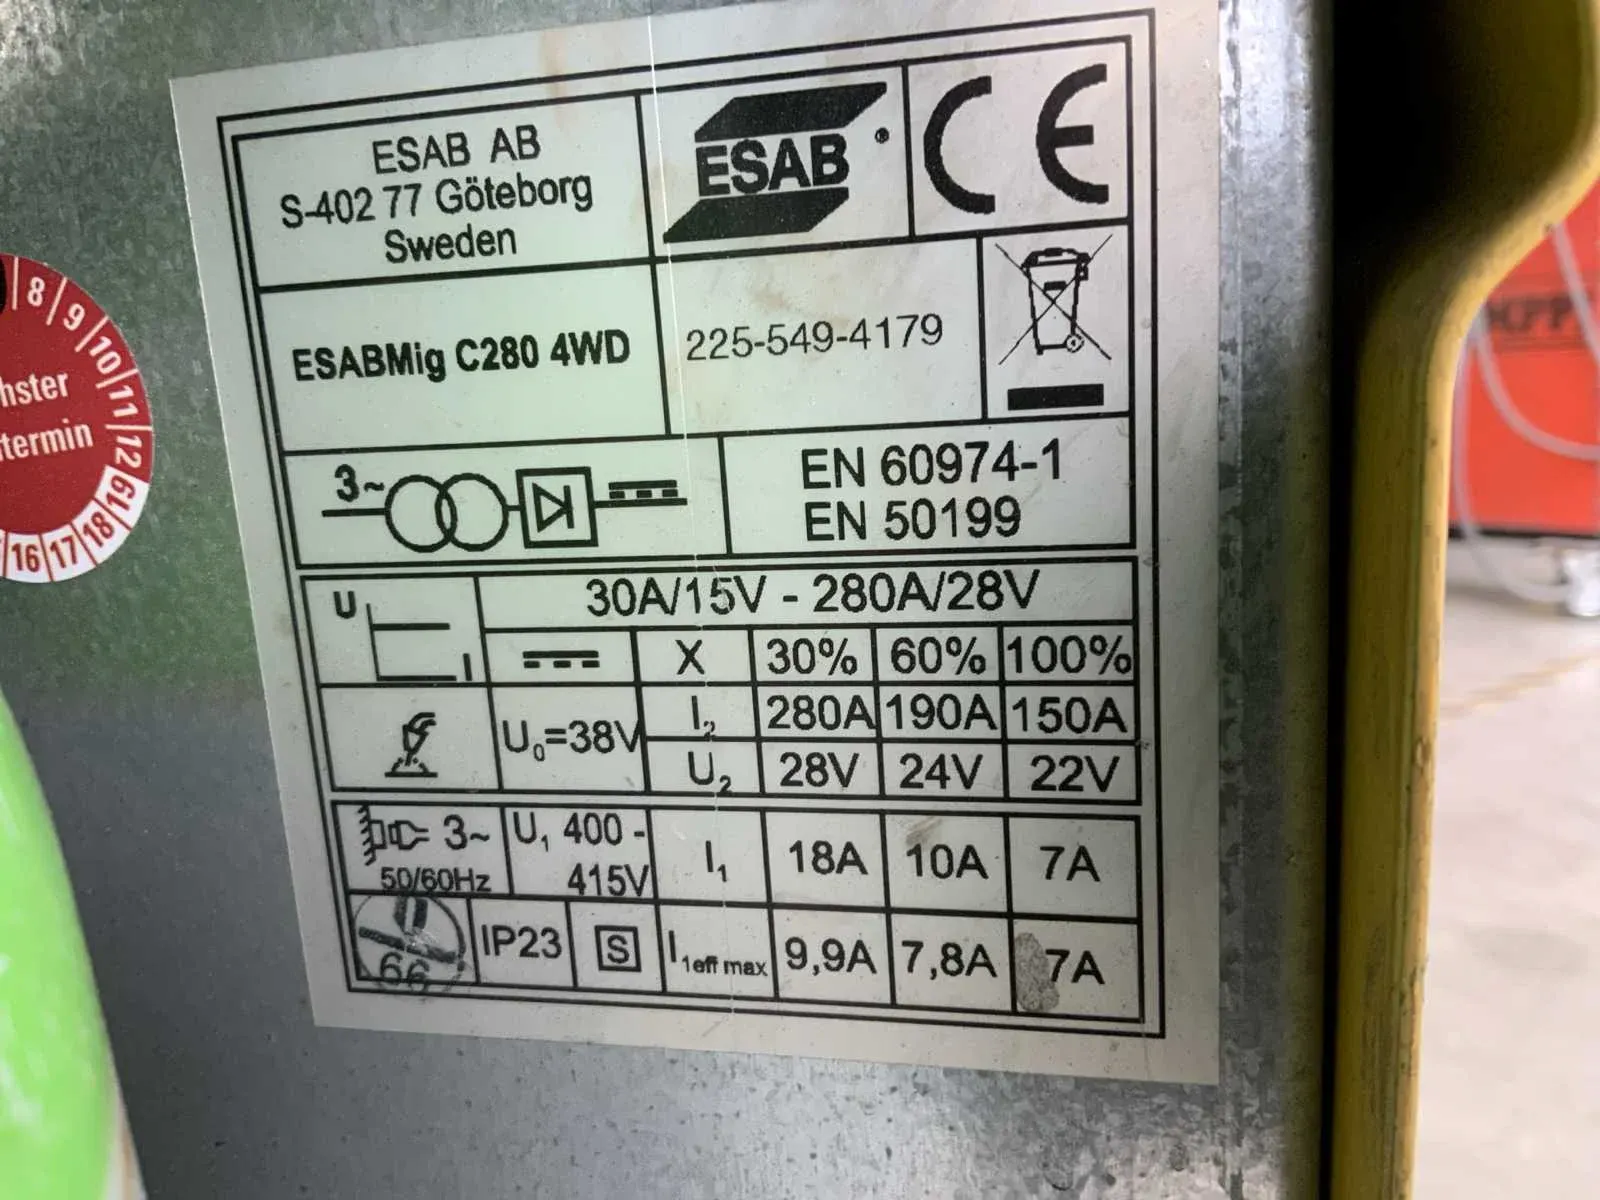 ESAB AB
S-402 77 Göteborg
Sweden
ESAB
CE
ESABMig C280 4WD
225-549-4179
3~
EN 60974-1
EN 50199
U
I
30A/15V - 280A/28V
X 30% 60% 100%
U₀=38V
I₂ 280A 190A 150A
U₂ 28V 24V 22V
3~ 50/60Hz
U₁ 400 -
415V
I₁ 18A 10A 7A
66
IP23
S
I₁eff max 9,9A 7,8A 7A
8 9 10 11 12
hster
termin
16 17 18 19